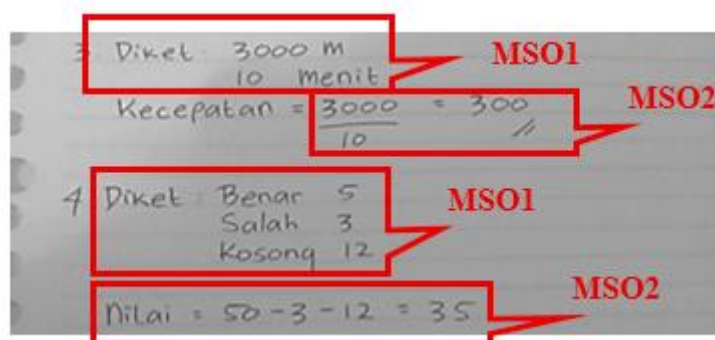 3 Diket 3000 m MSO1
10 menit
Kecepatan = 3000 = 300 MSO2
10 //
4 Diket : Benar 5 MSO1
Salah 3
Kosong 12
MSO2
Nilai = 50 - 3 - 12 = 35